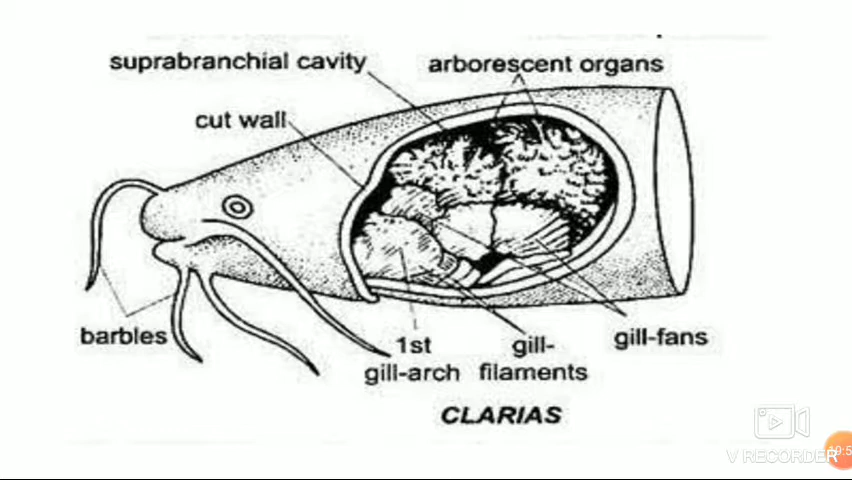 suprabranchial cavity
arborescent organs
cut wall
barbles
1st
gill-arch
gill-
filaments
gill-fans
CLARIAS
V RECORDER